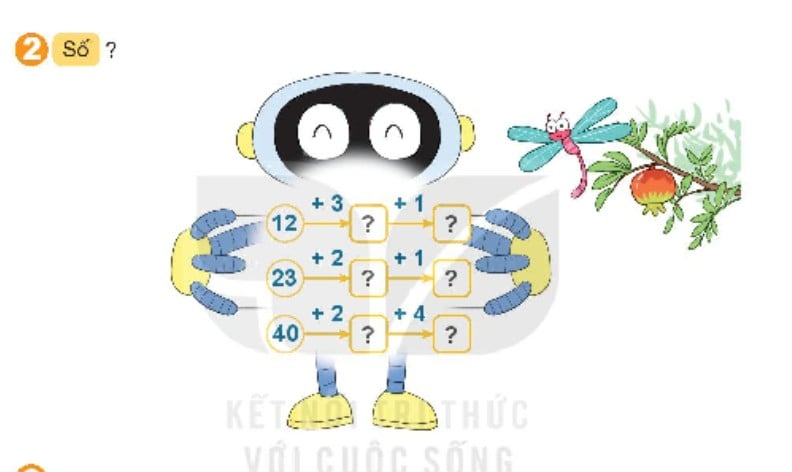 2 Số ?
+ 3 + 1
12 ? ?
+ 2 + 1
23 ? ?
+ 2 + 4
40 ? ?
KẾT NỐI TRI THỨC
VỚI CUỘC SỐNG